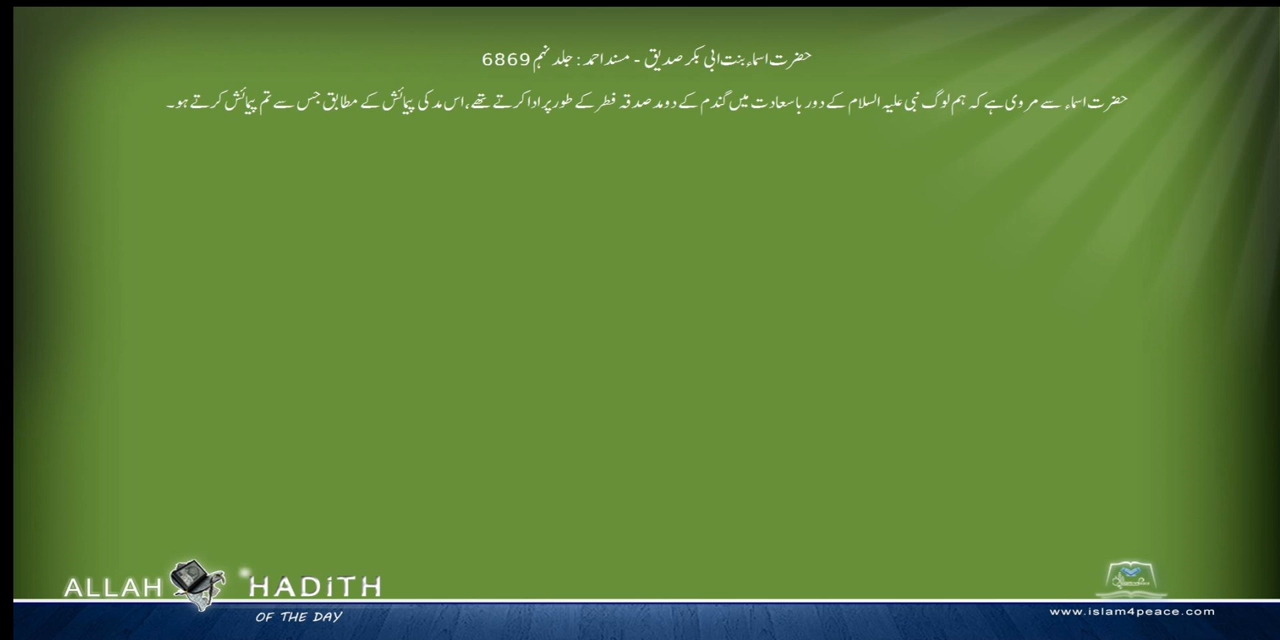 حضرت اسماء بنت ابی بکر صدیق - مسند احمد : جلد نہم 6869
حضرت اسماء سے مروی ہے کہ ہم لوگ نبی علیہ السلام کے دور باسعادت میں گندم کے دو مد صدقہ فطر کے طور پر ادا کرتے تھے، اس مد کی پیمائش کے مطابق جس سے تم پیمائش کرتے ہو۔
ALLAH HADITH
OF THE DAY
www.islam4peace.com